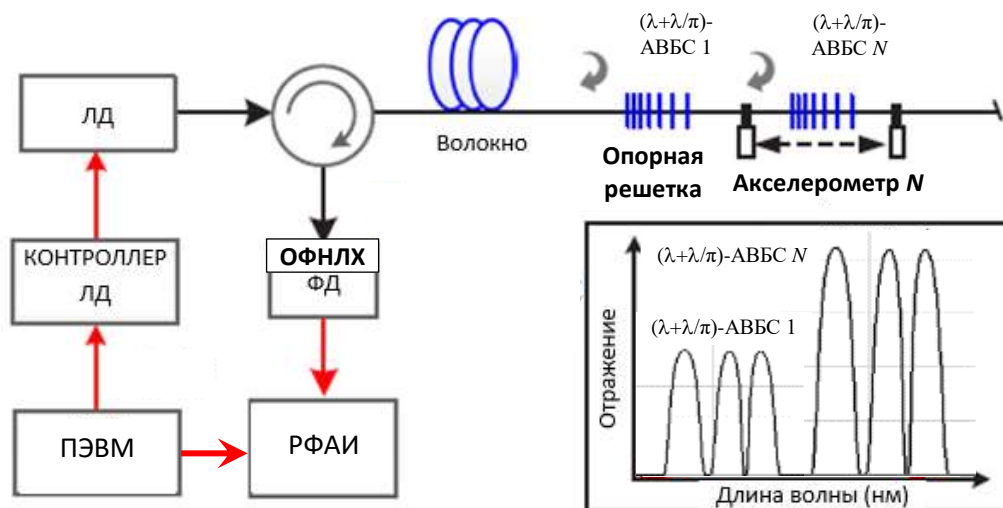 (λ+λ/π)-
АВБС 1
(λ+λ/π)-
АВБС N
ЛД
Волокно
Опорная
решетка
Акселерометр N
КОНТРОЛЛЕР
ЛД
ОФНЛХ
ФД
ПЭВМ
РФАИ
(λ+λ/π)-АВБС N
(λ+λ/π)-АВБС 1
Отражение
Длина волны (нм)